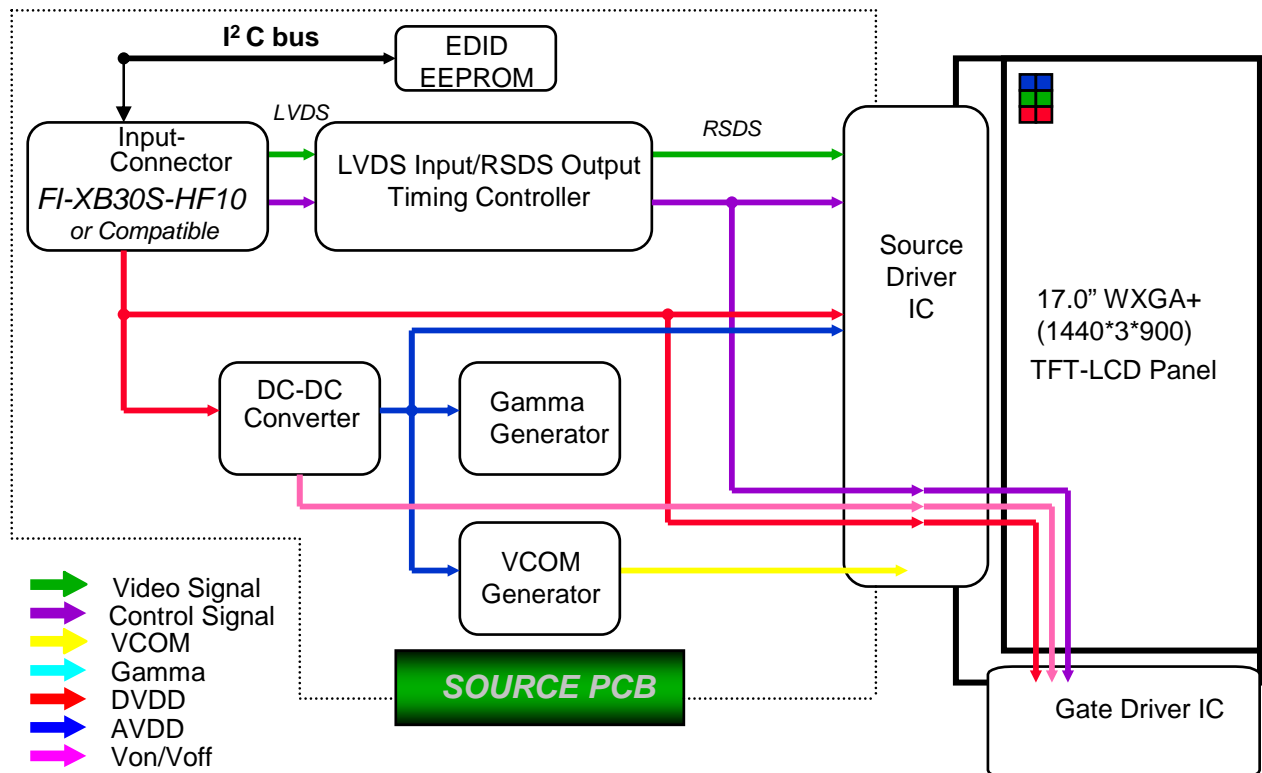 I² C bus
EDID
EEPROM
LVDS
RSDS
Input-
Connector
FI-XB30S-HF10
or Compatible
LVDS Input/RSDS Output
Timing Controller
Source
Driver
IC
17.0” WXGA+
(1440*3*900)
TFT-LCD Panel
DC-DC
Converter
Gamma
Generator
VCOM
Generator
Video Signal
Control Signal
VCOM
Gamma
DVDD
AVDD
Von/Voff
SOURCE PCB
Gate Driver IC